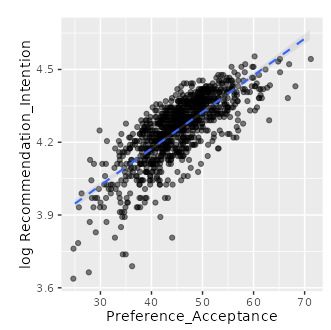 log Recommendation_Intention
4.5
4.2
3.9
3.6
30 40 50 60 70
Preference_Acceptance